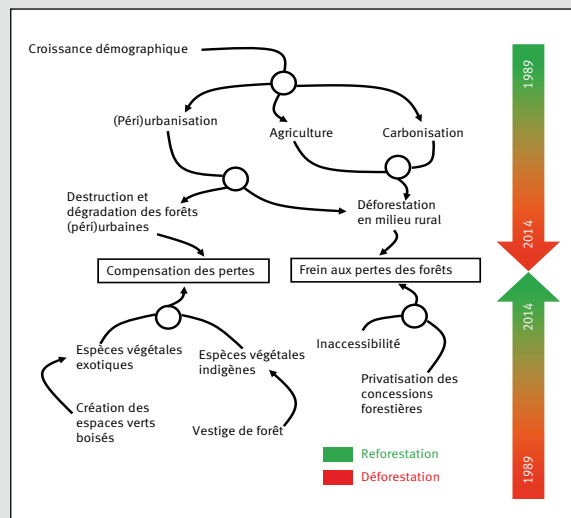 Croissance démographique
1989
(Péri)urbanisation
Agriculture
Carbonisation
Destruction et
dégradation des forêts
(péri)urbaines
Déforestation
en milieu rural
2014
Compensation des pertes
Frein aux pertes des forêts
2014
Espèces végétales
exotiques
Espèces végétales
indigènes
Inaccessibilité
Privatisation des
concessions
forestières
Création des
espaces verts
boisés
Vestige de forêt
Reforestation
Déforestation
1989